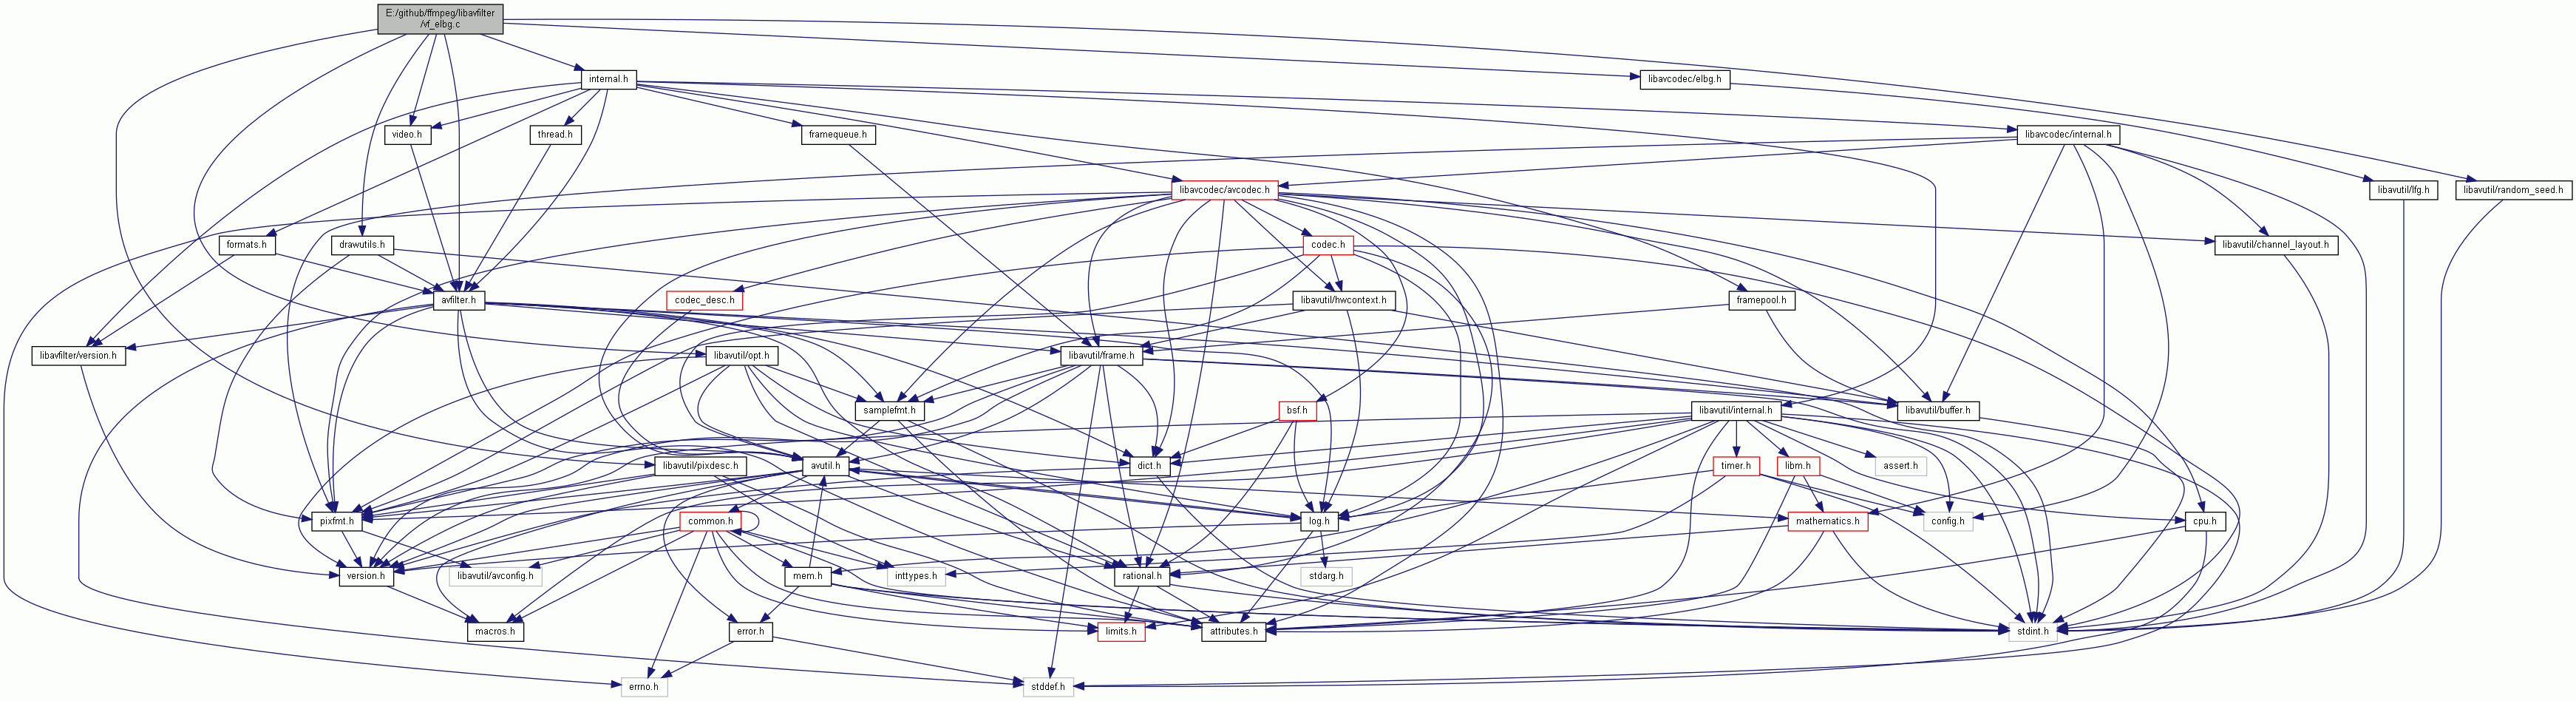 E:/github/ffmpeg/libavfilter
/vf_elbg.c
internal.h
libavcodec/elbg.h
video.h
thread.h
framequeue.h
libavcodec/internal.h
libavcodec/avcodec.h
libavutil/lfg.h
libavutil/random_seed.h
formats.h
drawutils.h
codec.h
libavutil/channel_layout.h
avfilter.h
codec_desc.h
libavutil/hwcontext.h
framepool.h
libavfilter/version.h
libavutil/opt.h
libavutil/frame.h
samplefmt.h
bsf.h
libavutil/internal.h
libavutil/buffer.h
libavutil/pixdesc.h
avutil.h
dict.h
timer.h
libm.h
assert.h
pixfmt.h
common.h
log.h
mathematics.h
config.h
cpu.h
version.h
libavutil/avconfig.h
mem.h
inttypes.h
rational.h
stdarg.h
macros.h
error.h
limits.h
attributes.h
stdint.h
errno.h
stddef.h